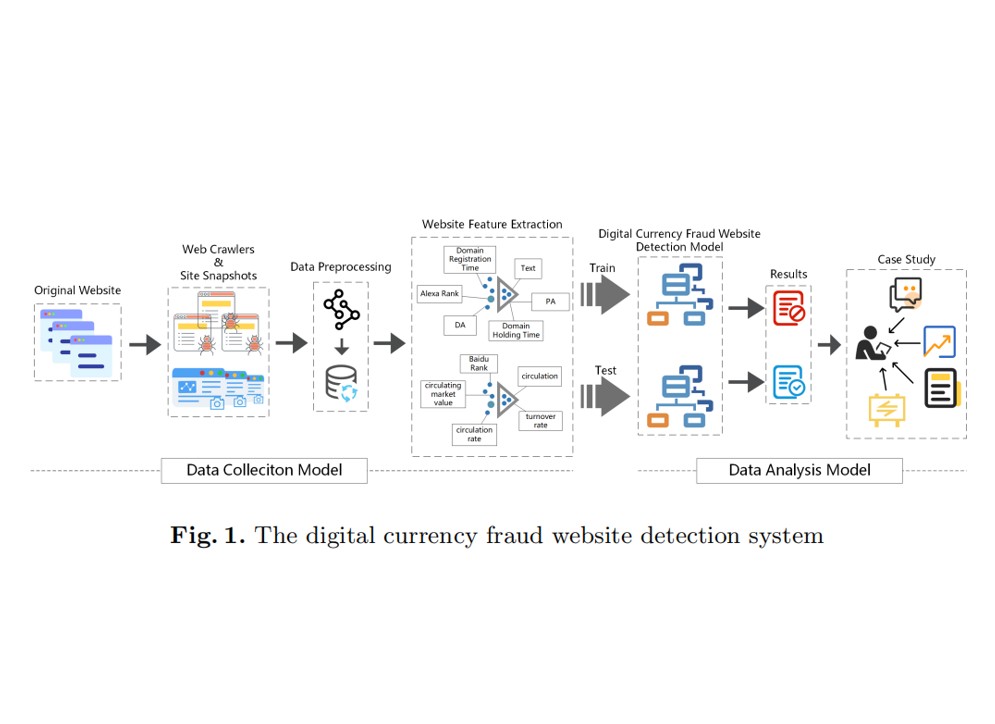 Website Feature Extraction
Digital Currency Fraud Website
Detection Model
Web Crawlers
&
Site Snapshots
Data Preprocessing
Original Website
Domain
Registration
Time
Text
Alexa Rank
PA
DA
Domain
Holding Time
Baidu
Rank
circulation
circulating
market
value
turnover
rate
circulation
rate
Train
Test
Results
Case Study
Data Colleciton Model
Data Analysis Model
Fig. 1. The digital currency fraud website detection system